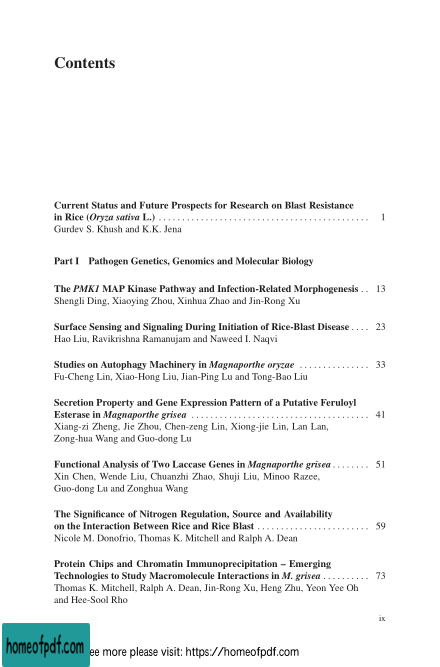 Contents
Current Status and Future Prospects for Research on Blast Resistance
in Rice (Oryza sativa L.) . . . . . . . . . . . . . . . . . . . . . . . . . . . . . . . . . . . . . . . . . . 1
Gurdev S. Khush and K.K. Jena
Part I Pathogen Genetics, Genomics and Molecular Biology
The PMK1 MAP Kinase Pathway and Infection-Related Morphogenesis . . 13
Shengli Ding, Xiaoying Zhou, Xinhua Zhao and Jin-Rong Xu
Surface Sensing and Signaling During Initiation of Rice-Blast Disease . . . . 23
Hao Liu, Ravikrishna Ramanujam and Naweed I. Naqvi
Studies on Autophagy Machinery in Magnaporthe oryzae . . . . . . . . . . . . . . 33
Fu-Cheng Lin, Xiao-Hong Liu, Jian-Ping Lu and Tong-Bao Liu
Secretion Property and Gene Expression Pattern of a Putative Feruloyl
Esterase in Magnaporthe grisea . . . . . . . . . . . . . . . . . . . . . . . . . . . . . . . . . . . 41
Xiang-zi Zheng, Jie Zhou, Chen-zeng Lin, Xiong-jie Lin, Lan Lan,
Zong-hua Wang and Guo-dong Lu
Functional Analysis of Two Laccase Genes in Magnaporthe grisea . . . . . . . . 51
Xin Chen, Wende Liu, Chuanzhi Zhao, Shuji Liu, Minoo Razee,
Guo-dong Lu and Zonghua Wang
The Significance of Nitrogen Regulation, Source and Availability
on the Interaction Between Rice and Rice Blast . . . . . . . . . . . . . . . . . . . . . . . 59
Nicole M. Donofrio, Thomas K. Mitchell and Ralph A. Dean
Protein Chips and Chromatin Immunoprecipitation – Emerging
Technologies to Study Macromolecule Interactions in M. grisea . . . . . . . . . . 73
Thomas K. Mitchell, Ralph A. Dean, Jin-Rong Xu, Heng Zhu, Yeon Yee Oh
and Hee-Sool Rho
ix
homeofpdf.com
ee more please visit: https://homeofpdf.com